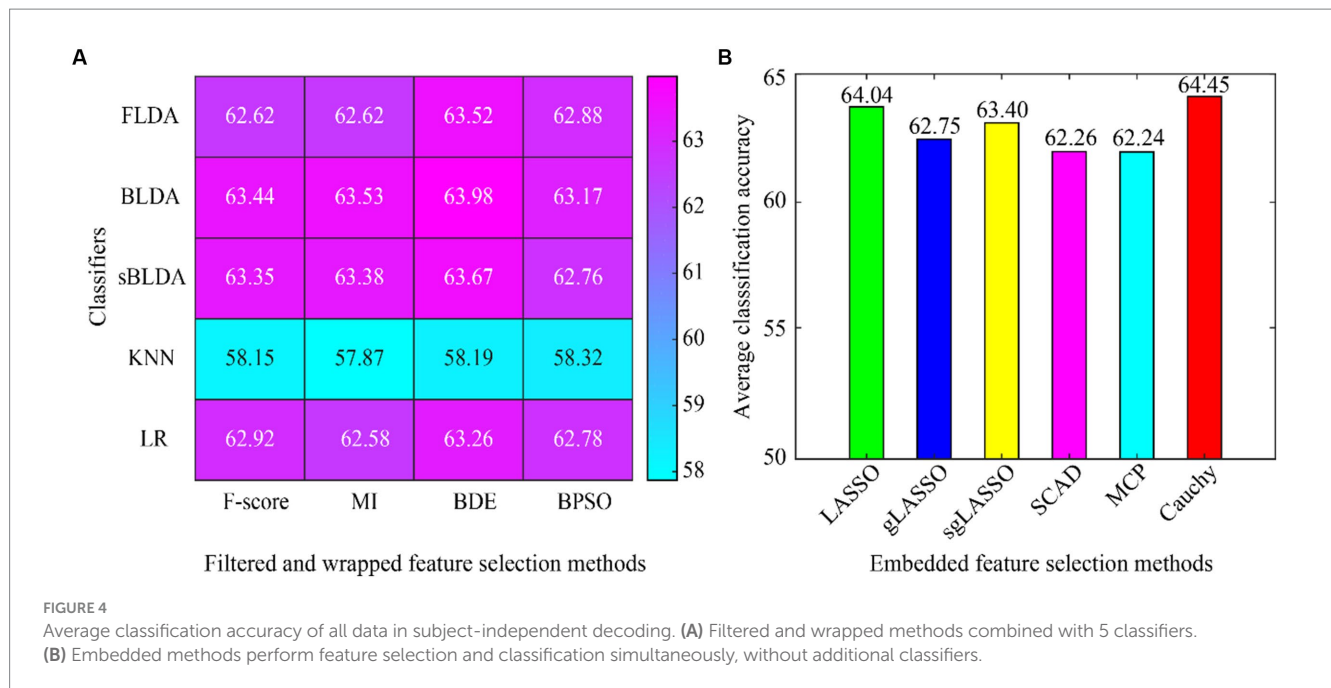 A
FLDA 62.62 62.62 63.52 62.88
BLDA 63.44 63.53 63.98 63.17
sBLDA 63.35 63.38 63.67 62.76
KNN 58.15 57.87 58.19 58.32
LR 62.92 62.58 63.26 62.78
Classifiers
F-score MI BDE BPSO
63
62
61
60
59
58
Filtered and wrapped feature selection methods
B
65
60
55
50
Average classsification accuracy
64.04 62.75 63.40 62.26 62.24 64.45
LASSO gLASSO sgLASSO SCAD MCP Cauchy
Embedded feature selection methods
FIGURE 4
Average classification accuracy of all data in subject-independent decoding. (A) Filtered and wrapped methods combined with 5 classifiers.
(B) Embedded methods perform feature selection and classification simultaneously, without additional classifiers.